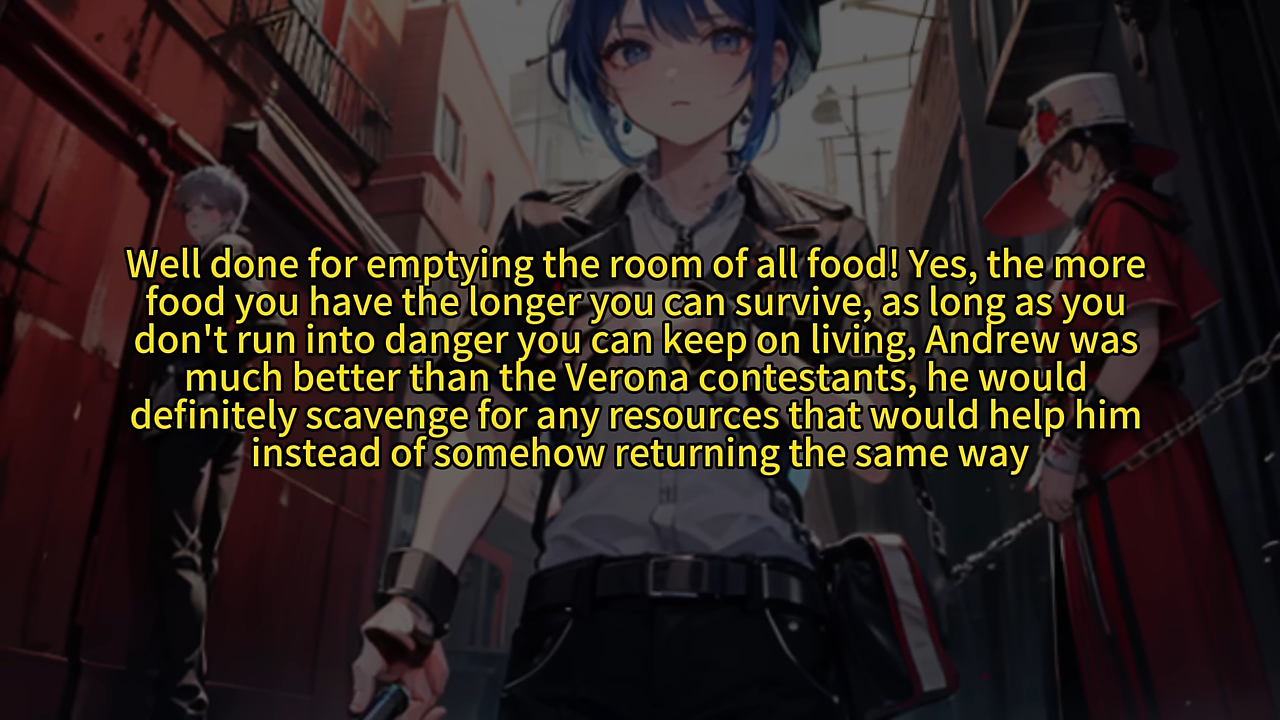 Well done for emptying the room of all food! Yes, the more
food you have the longer you can survive, as long as you
don't run into danger you can keep on living, Andrew was
much better than the Verona contestants, he would
definitely scavenge for any resources that would help him
instead of somehow returning the same way